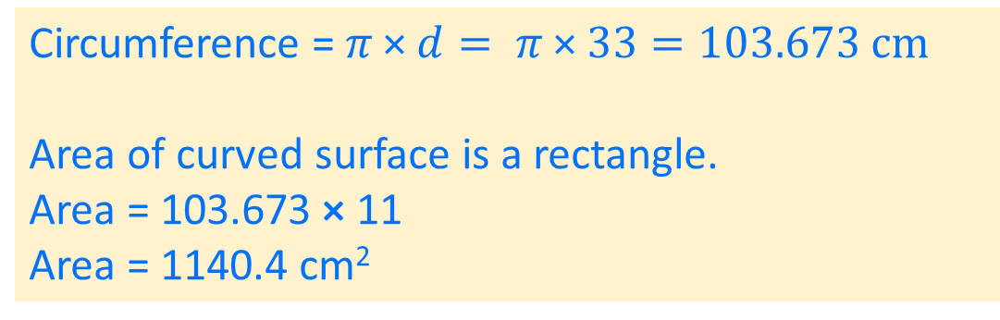 Circumference = π × d = π × 33 = 103.673 cm
Area of curved surface is a rectangle.
Area = 103.673 × 11
Area = 1140.4 cm²